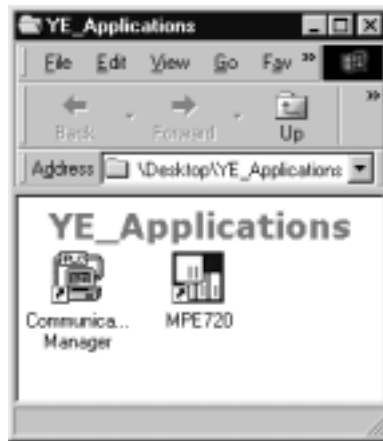 YE_Applications
File Edit View Go Fav »
Back Forward Up »
Address \Desktop\YE_Applications
YE_Applications
Communica... MPE720
Manager